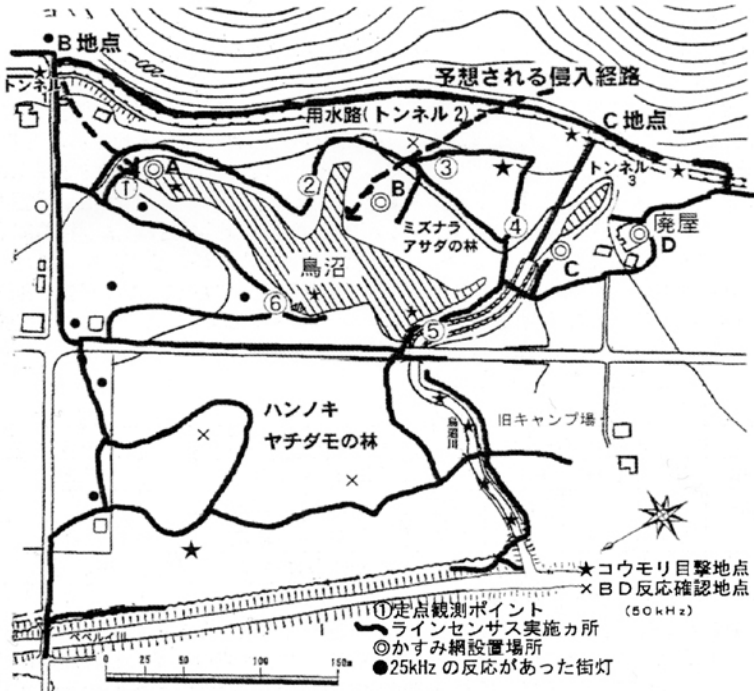 B地点
予想される侵入経路
トンネル
1
用水路(トンネル2)
C地点
トンネル
3
①
A
②
B
③
④
ミズナラ
アサダの林
廃屋
D
C
鳥沼
⑥
⑤
ハンノキ
ヤチダモの林
旧キャンプ場
鳥沼川
★コウモリ目撃地点
×BD反応確認地点
(50kHz)
①定点観測ポイント
ラインセンサス実施ヵ所
◎かすみ網設置場所
●25kHzの反応があった街灯
ベベルイ川
0 50 100 150m